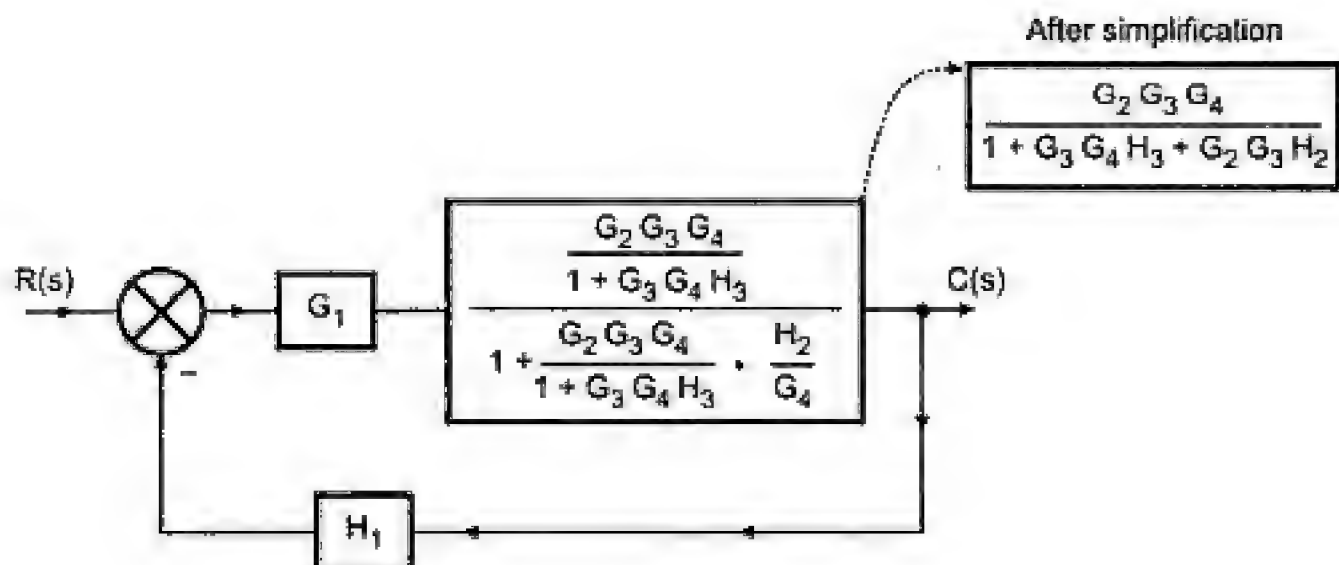 After simplification
G₂ G₃ G₄
1 + G₃ G₄ H₃ + G₂ G₃ H₂
G₂ G₃ G₄
1 + G₃ G₄ H₃
R(s)
G₁
C(s)
1 + G₂ G₃ G₄ / 1 + G₃ G₄ H₃ • H₂ / G₄
–
H₁